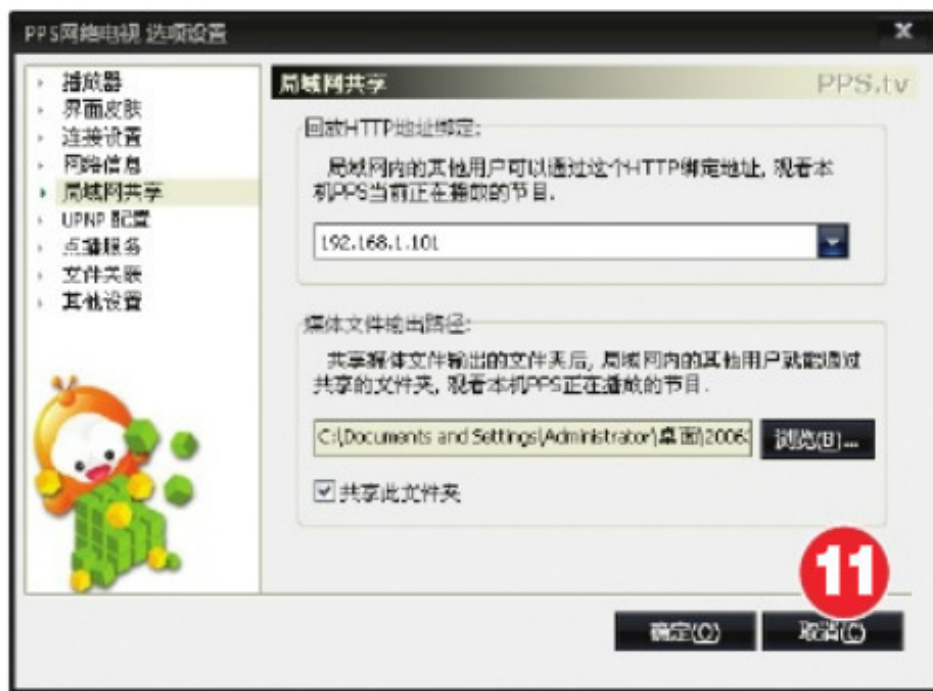 PPS网络电视 选项设置
播放器
界面皮肤
连接设置
网络信息
局域网共享
UPNP 配置
点播服务
文件关联
其他设置
局域网共享
PPS.tv
回放HTTP地址绑定:
局域网内的其他用户可以通过这个HTTP绑定地址, 观看本
机PPS当前正在播放的节目.
192.168.1.101
媒体文件输出路径:
共享媒体文件输出的文件夹后, 局域网内的其他用户就能通过
共享的文件夹, 观看本机PPS正在播放的节目.
C:\Documents and Settings\Administrator\桌面\2006
浏览(B)...
共享此文件夹
11
确定(O)
取消(C)